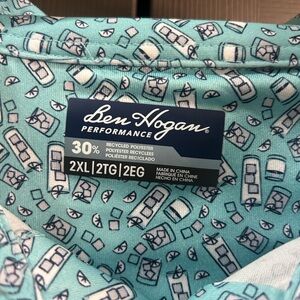 Ben Hogan®
PERFORMANCE
30% RECYCLED POLYESTER
POLYESTER RECYCLÉES
POLIÉSTER RECICLADO
2XL|2TG|2EG
MADE IN CHINA
FABRIQUÉ EN CHINE
HECHO EN CHINA